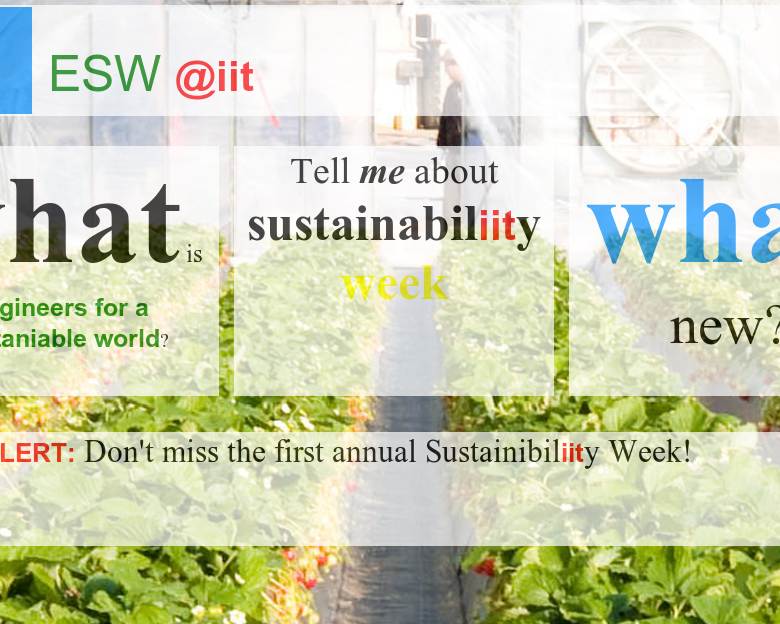 ESW @iit
hat is
gineers for a
taniable world?
Tell me about
sustainabiliity
week
wha
new?
LERT: Don't miss the first annual Sustainibiliity Week!